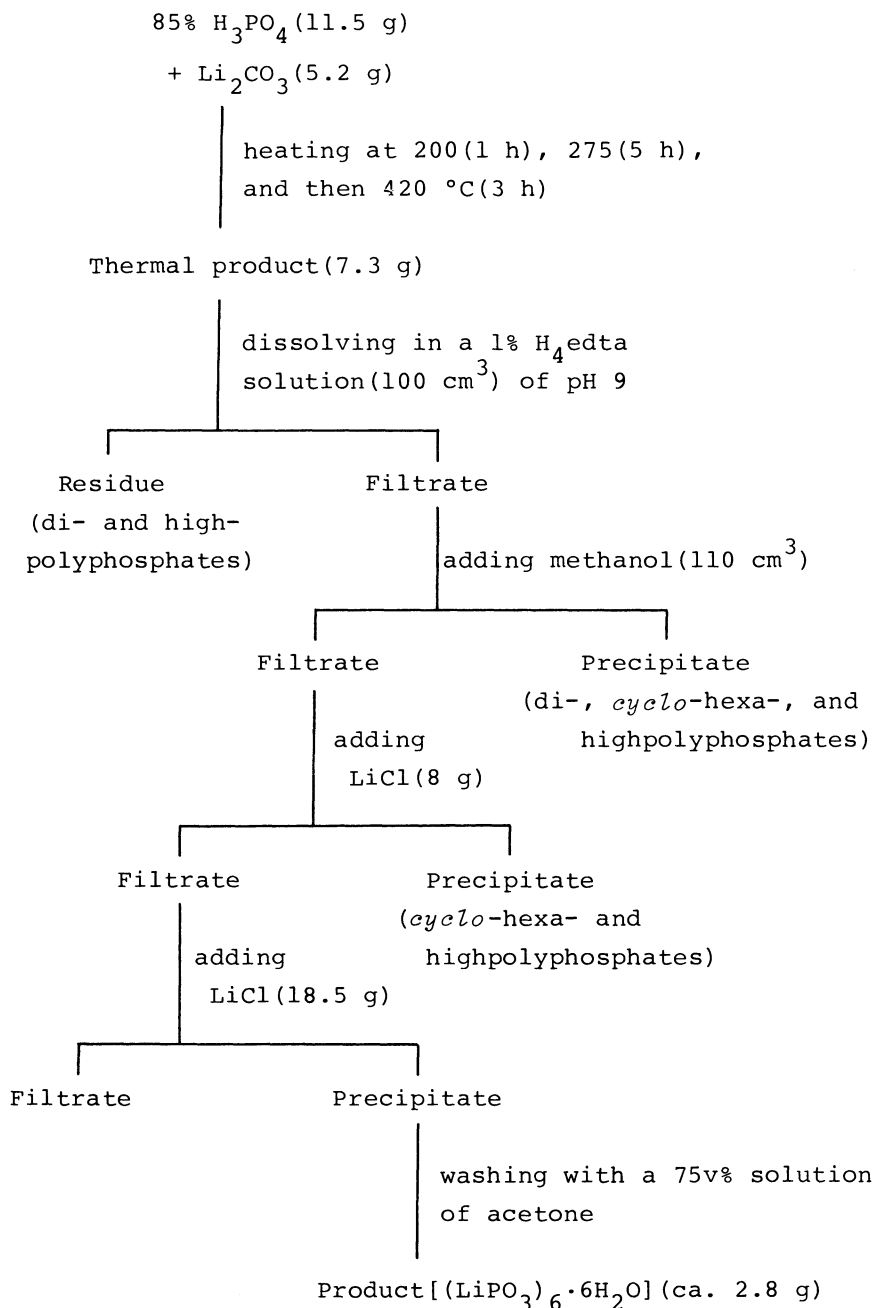 85% H3PO4(11.5 g)
+ Li2CO3(5.2 g)
heating at 200(1 h), 275(5 h),
and then 420 °C(3 h)
Thermal product(7.3 g)
dissolving in a 1% H4edta
solution(100 cm3) of pH 9
Residue
(di- and high-
polyphosphates)
Filtrate
adding methanol(110 cm3)
Filtrate
Precipitate
(di-, cyclo-hexa-, and
highpolyphosphates)
adding
LiCl(8 g)
Filtrate
Precipitate
(cyclo-hexa- and
highpolyphosphates)
adding
LiCl(18.5 g)
Filtrate
Precipitate
washing with a 75v% solution
of acetone
Product[(LiPO3)6·6H2O](ca. 2.8 g)